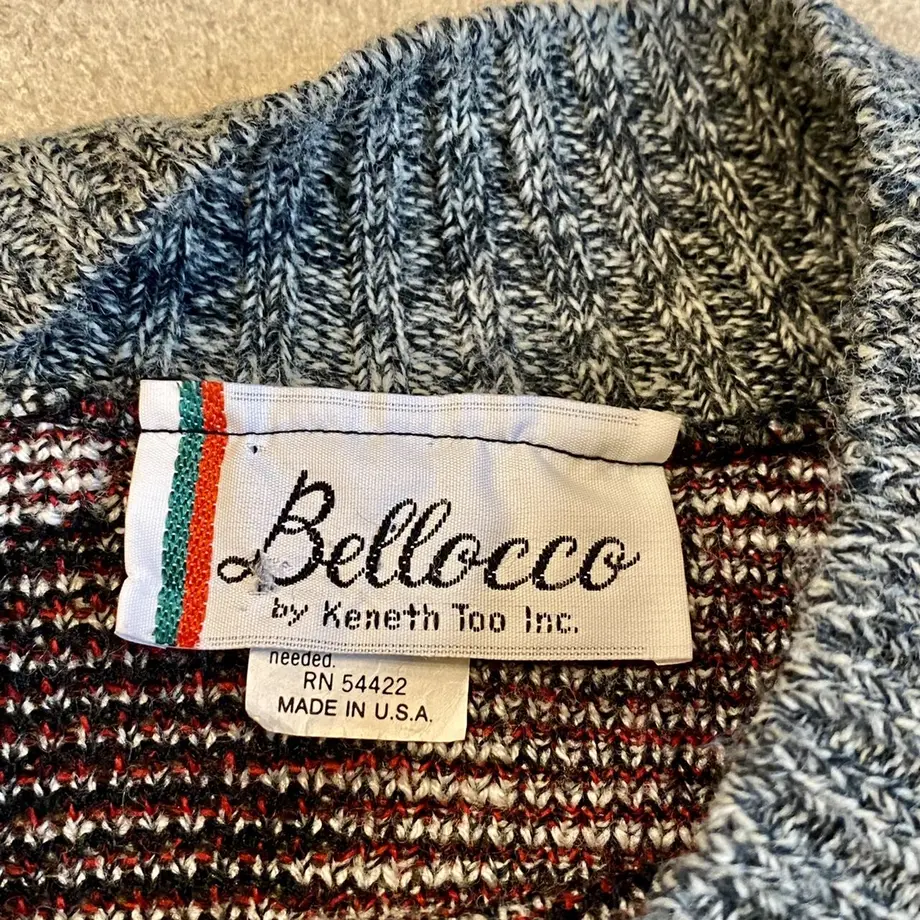 Bellocco
by Keneth Too Inc.
needed.
RN 54422
MADE IN U.S.A.